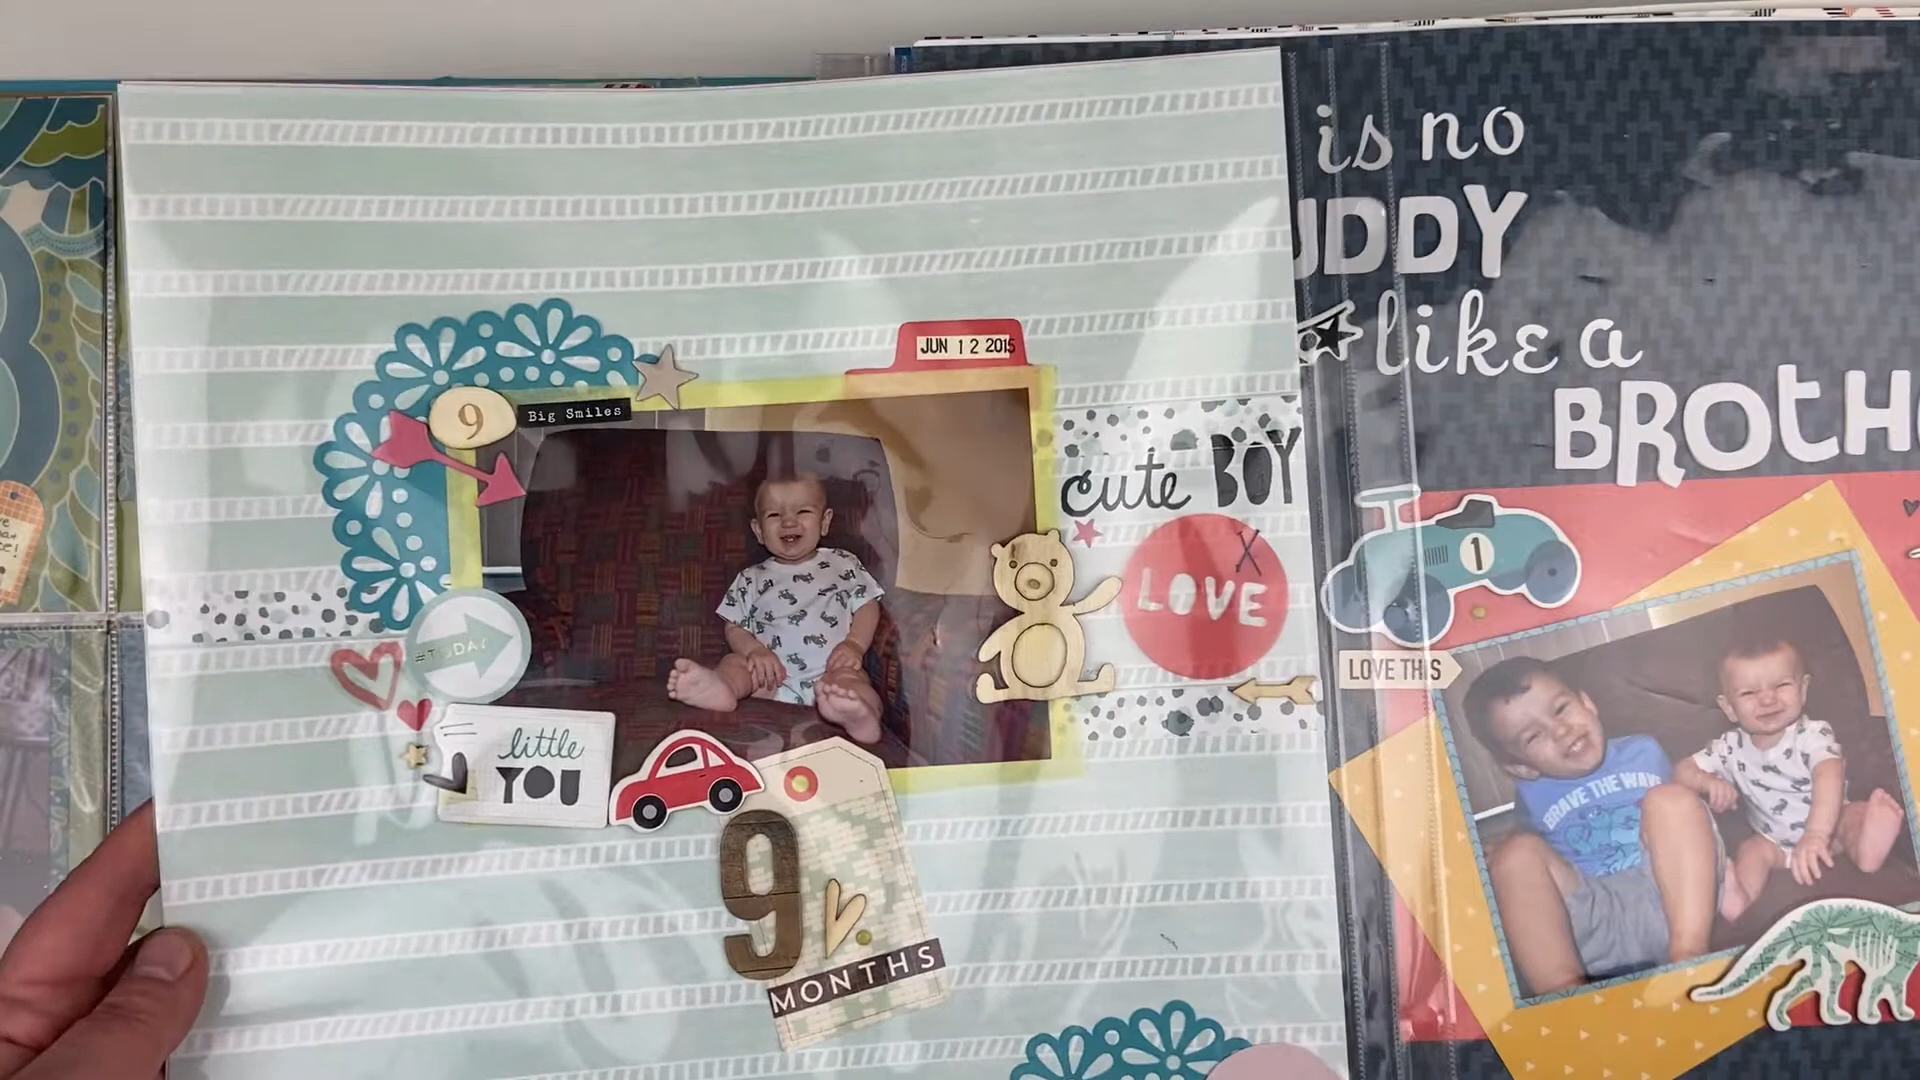 JUN 12 2015
9
Big Smiles
cute BOY
X
LOVE
#TODAY
little
YOU
9
MONTHS
is no
UDDY
like a
BROTH
1
LOVE THIS
BRAVE THE WAVE